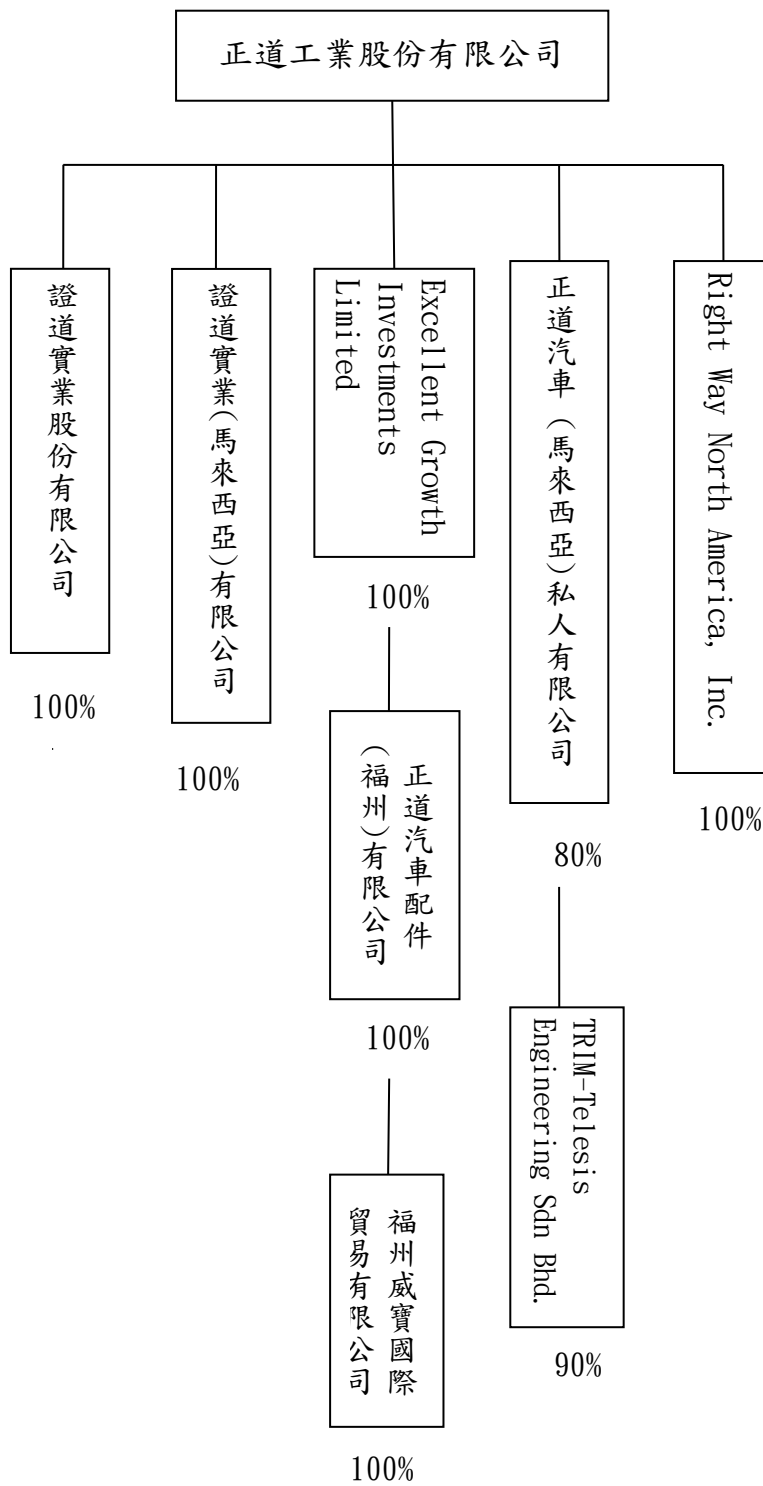 正道工業股份有限公司
證道實業股份有限公司
100%
證道實業(馬來西亞)有限公司
100%
Excellent Growth
Investments
Limited
100%
正道汽車配件
(福州)有限公司
100%
福州威寶國際
貿易有限公司
100%
正道汽車(馬來西亞)私人有限公司
80%
TRIM-Telesis
Engineering Sdn Bhd.
90%
Right Way North America, Inc.
100%